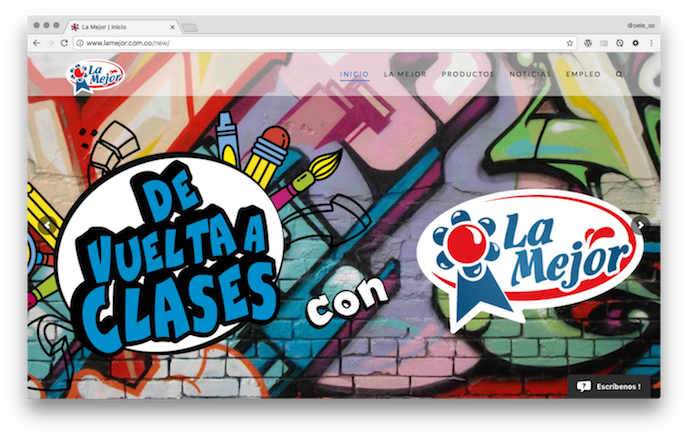 La Mejor | Inicio
@oele_co
www.lamejor.com.co/new/
La
Mejor
INICIO
LA MEJOR
PRODUCTOS
NOTICIAS
EMPLEO
DE
VUELTA A
CLASES
con
La
Mejor
Escríbenos !